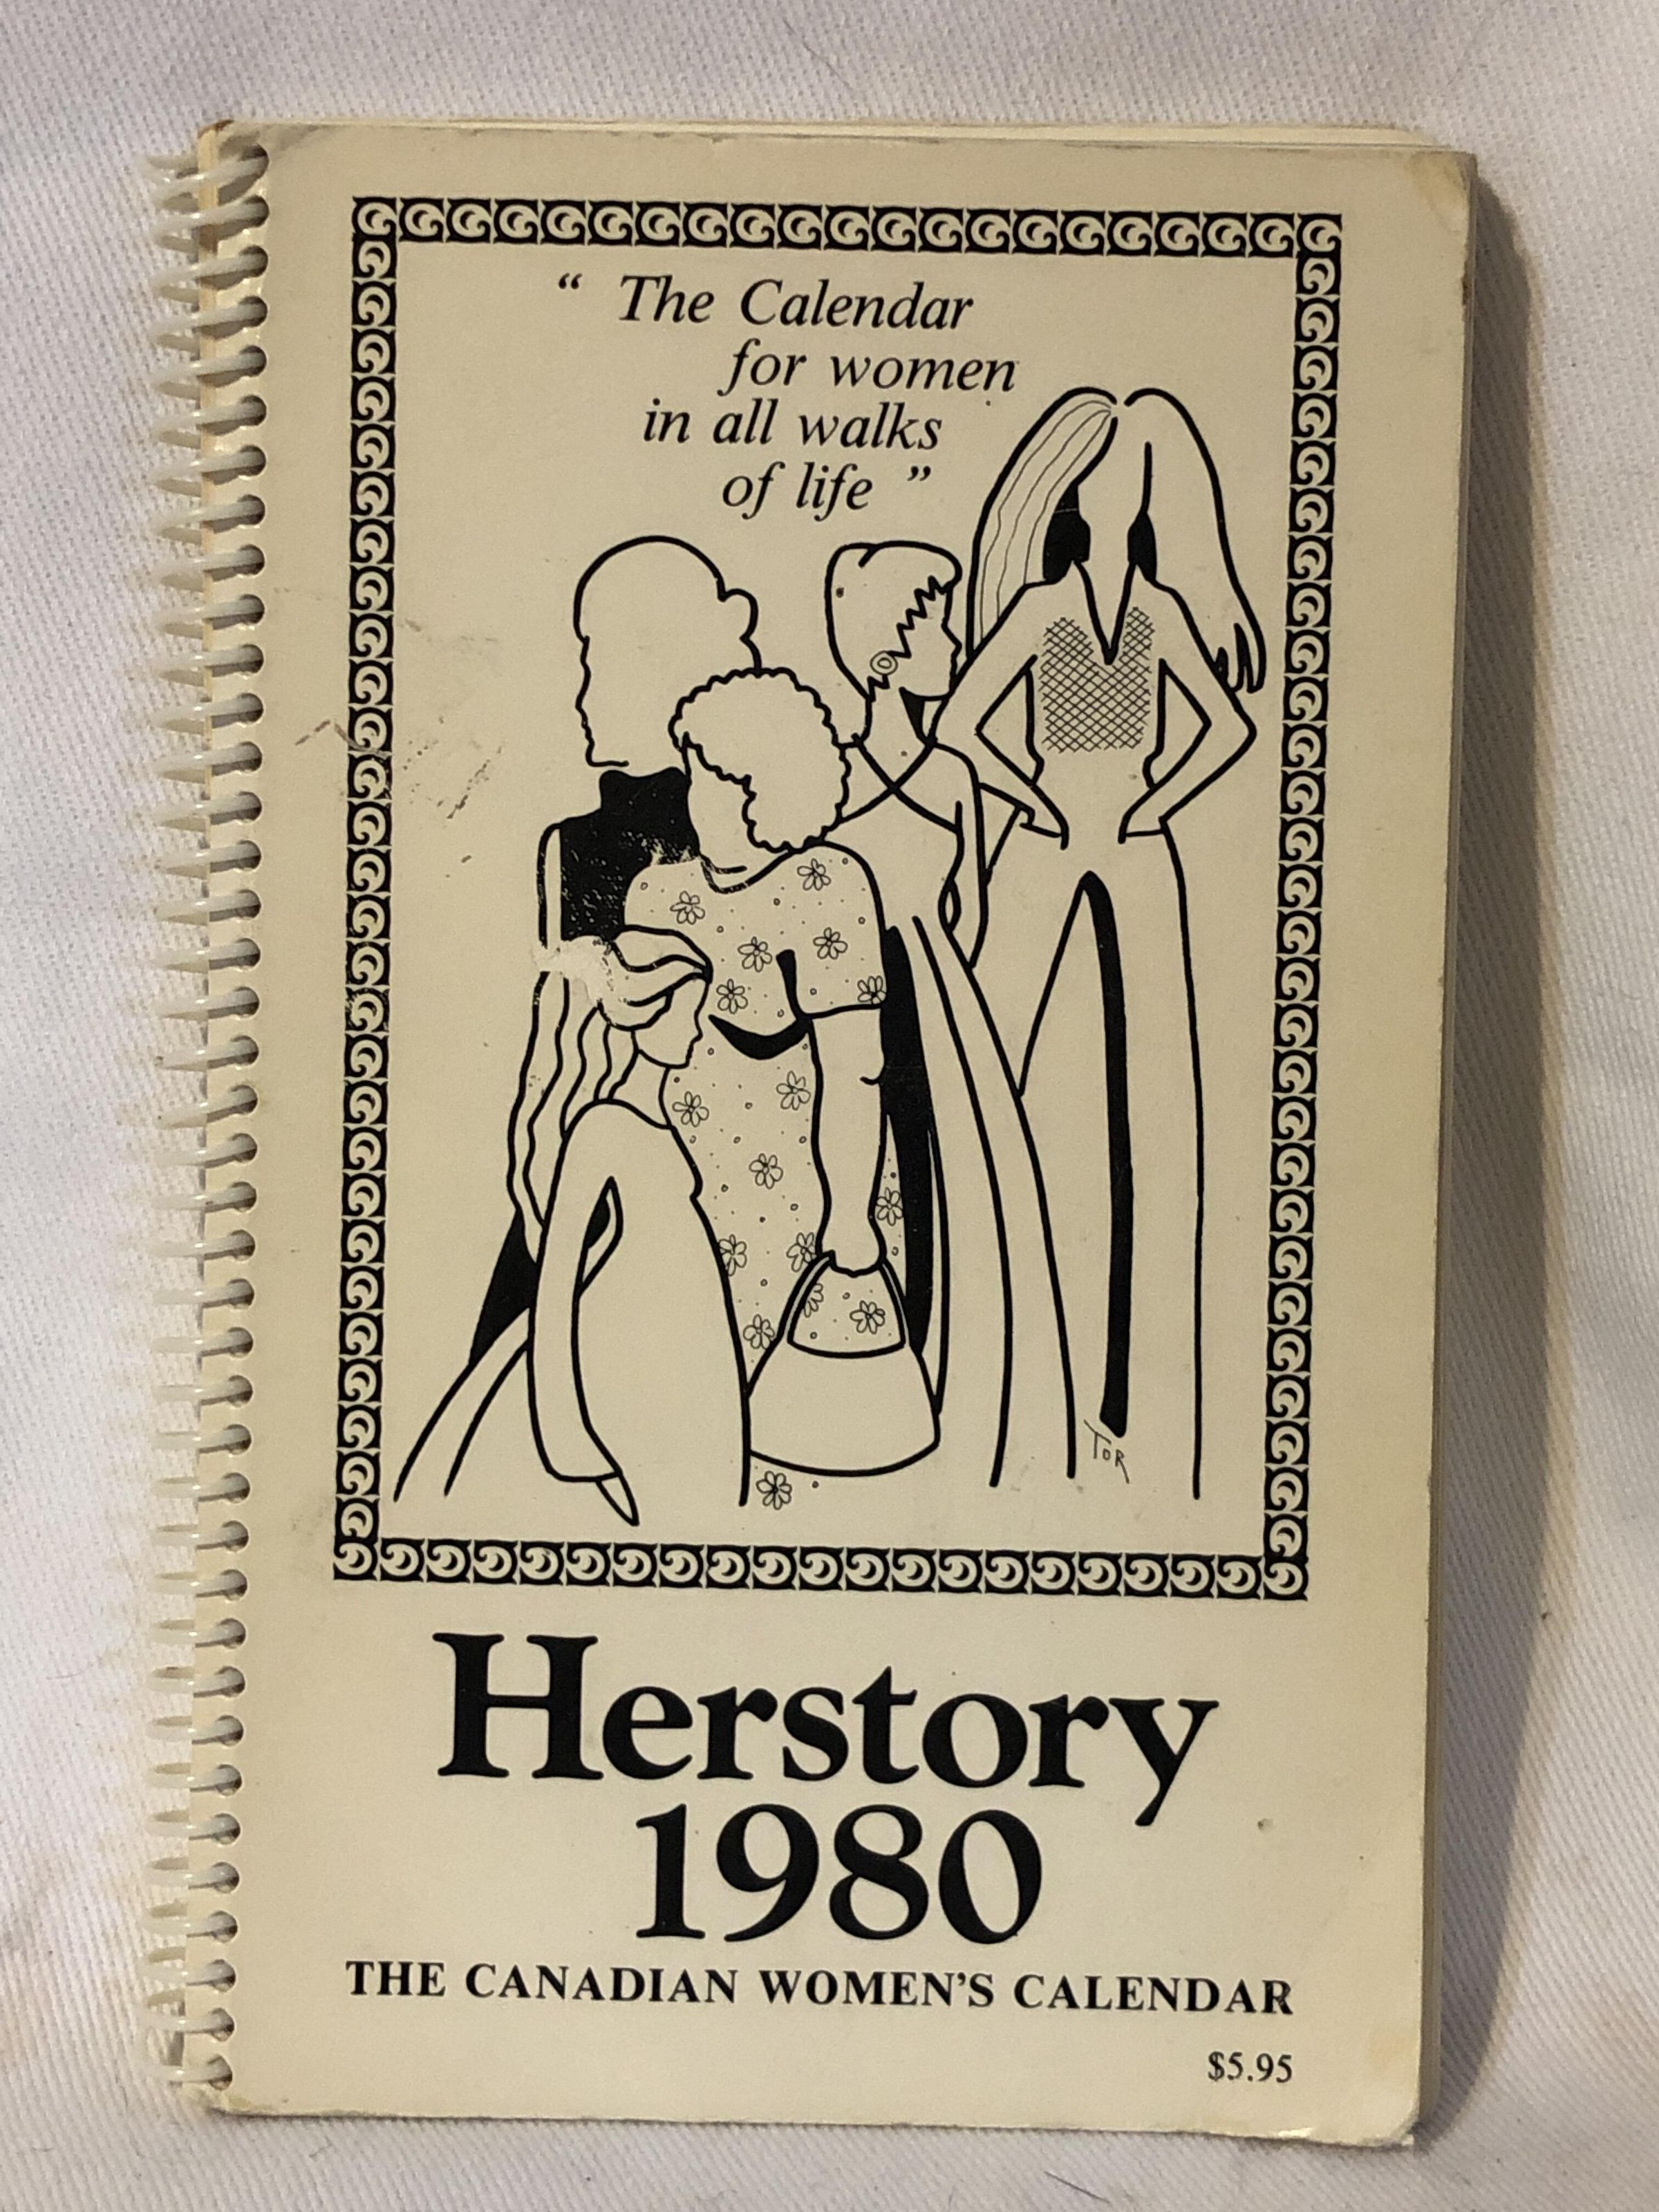 “ The Calendar
for women
in all walks
of life ”
TOR
Herstory
1980
THE CANADIAN WOMEN'S CALENDAR
$5.95